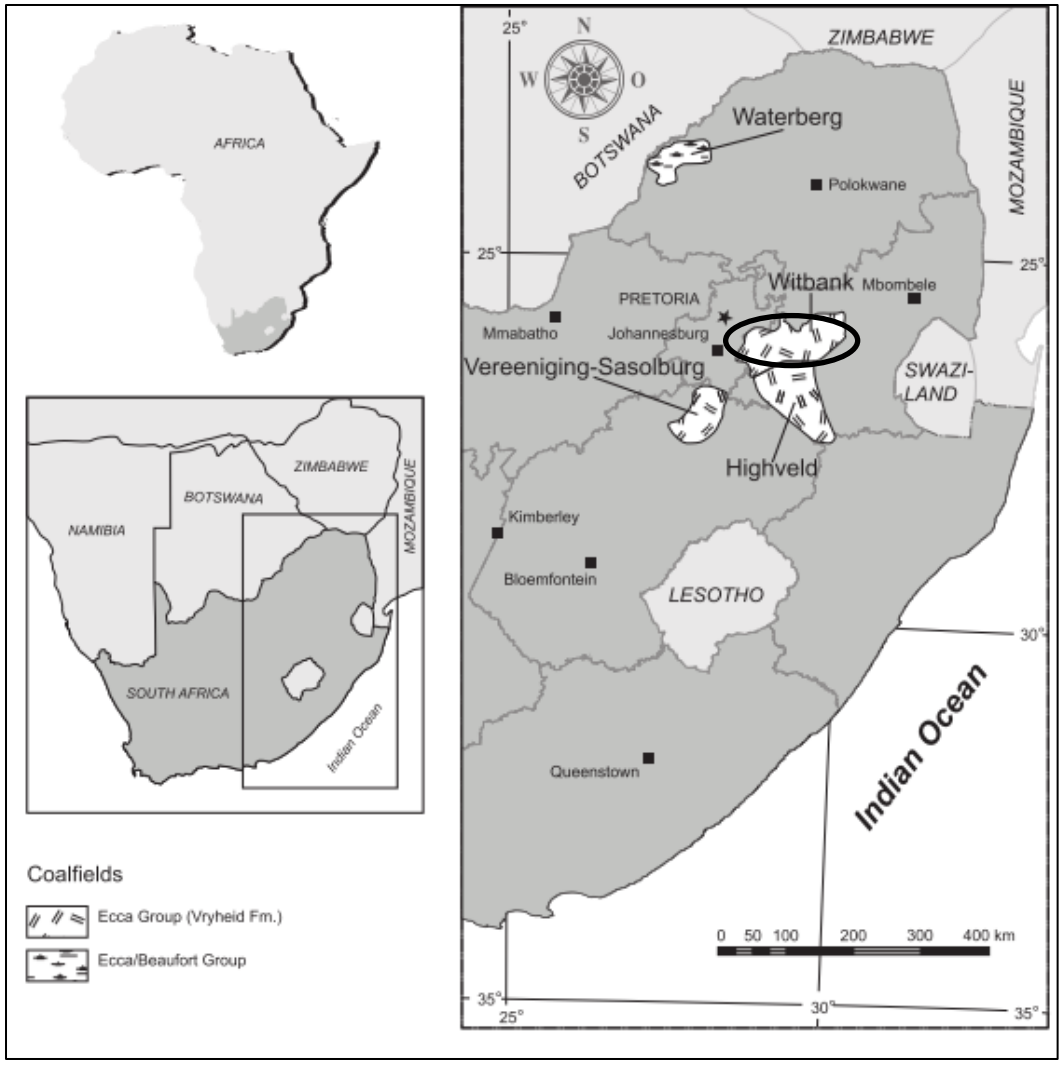 AFRICA
NAMIBIA
BOTSWANA
ZIMBABWE
MOZAMBIQUE
SOUTH AFRICA
Indian Ocean
Coalfields
Ecca Group (Vryheid Fm.)
Ecca/Beaufort Group
25°
N
W
O
S
ZIMBABWE
BOTSWANA
MOZAMBIQUE
Waterberg
Polokwane
25°
25°
Witbank
Mbombele
PRETORIA
Mmabatho
Johannesburg
Vereeniging-Sasolburg
SWAZI-
LAND
Highveld
Kimberley
Bloemfontein
LESOTHO
30°
Indian Ocean
Queenstown
0 50 100 200 300 400 km
35°
25°
30°
35°